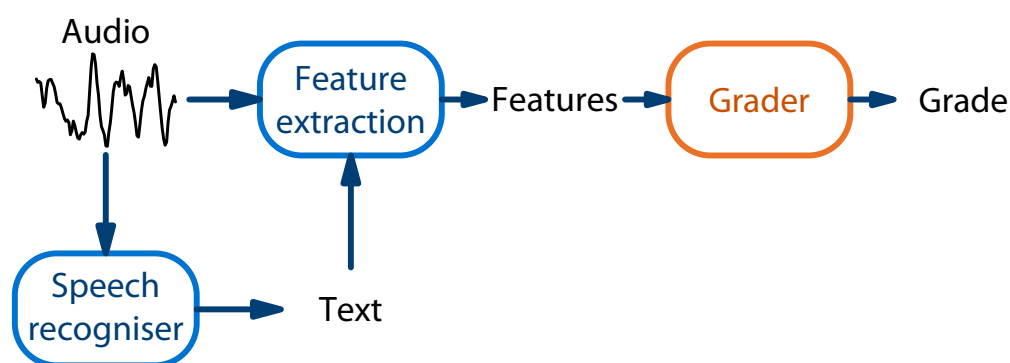 Audio
Feature
extraction
Features
Grader
Grade
Speech
recogniser
Text